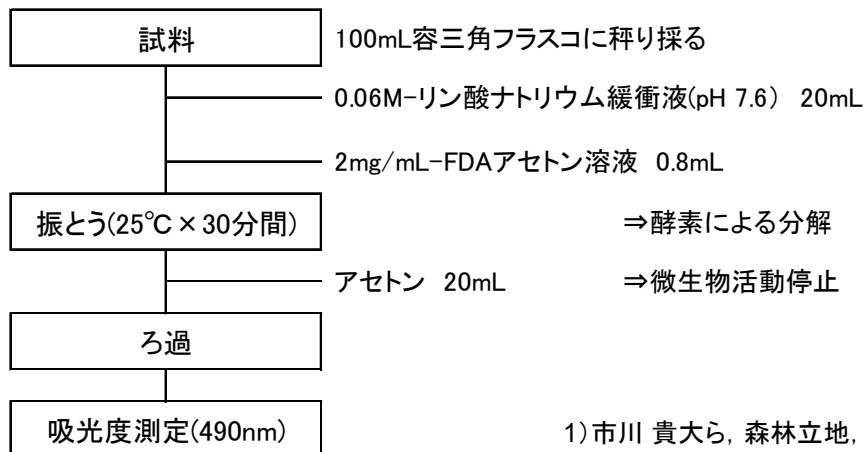 試料 100mL容三角フラスコに秤り採る
0.06M-リン酸ナトリウム緩衝液(pH 7.6) 20mL
2mg/mL-FDAアセトン溶液 0.8mL
振とう(25℃×30分間) ⇒酵素による分解
アセトン 20mL ⇒微生物活動停止
ろ過
吸光度測定(490nm) 1)市川 貴大ら, 森林立地,